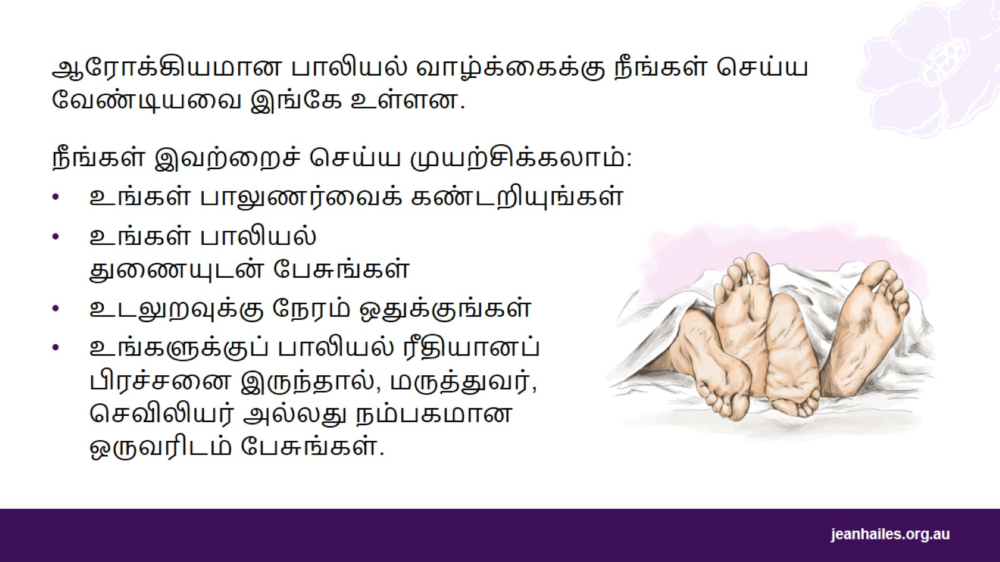 ஆரோக்கியமான பாலியல் வாழ்க்கைக்கு நீங்கள் செய்ய
வேண்டியவை இங்கே உள்ளன.
நீங்கள் இவற்றைச் செய்ய முயற்சிக்கலாம்:
• உங்கள் பாலுணர்வைக் கண்டறியுங்கள்
• உங்கள் பாலியல்
துணையுடன் பேசுங்கள்
• உடலுறவுக்கு நேரம் ஒதுக்குங்கள்
• உங்களுக்குப் பாலியல் ரீதியானப்
பிரச்சனை இருந்தால், மருத்துவர்,
செவிலியர் அல்லது நம்பகமான
ஒருவரிடம் பேசுங்கள்.
jeanhailes.org.au